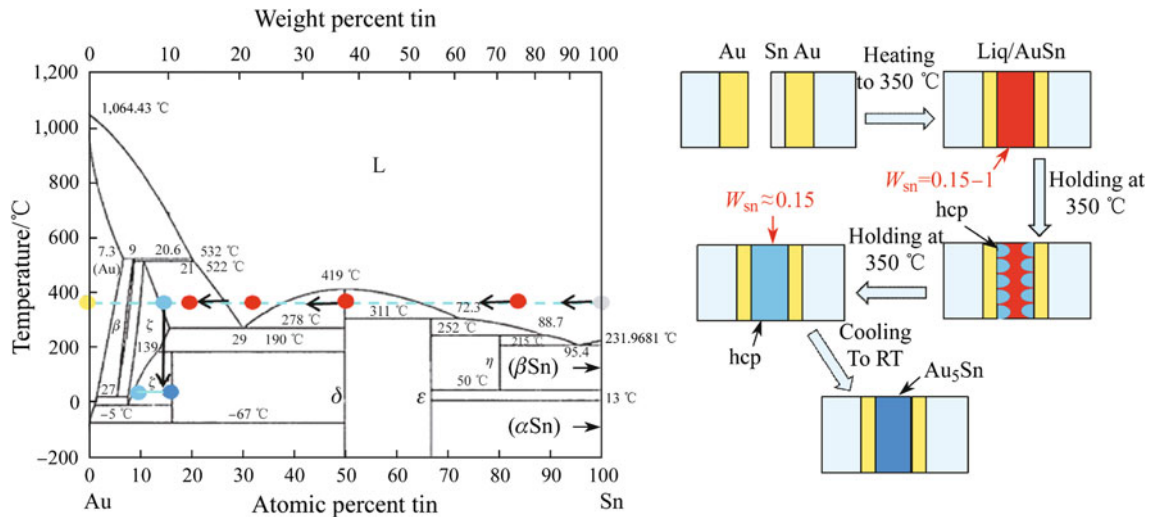 Weight percent tin
0 10 20 30 40 50 60 70 80 90 100
1,200
1,000
800
600
400
200
0
−200
Temperature/℃
1,064.43 ℃
L
7.3
9
20.6
532 ℃
(Au)
21
522 ℃
419 ℃
β
ζ
278 ℃
311 ℃
72.3
252 ℃
88.7
139
29
190 ℃
215 ℃
95.4
231.9681 ℃
ζ
η
(βSn)
27
δ
ε
50 ℃
−5 ℃
−67 ℃
13 ℃
(αSn)
0 10 20 30 40 50 60 70 80 90 100
Au
Atomic percent tin
Sn
Au
Sn Au
Heating
to 350 ℃
Liq/AuSn
Wsn=0.15–1
Holding at
350 ℃
hcp
Wsn≈0.15
Holding at
350 ℃
hcp
Cooling
To RT
Au₅Sn